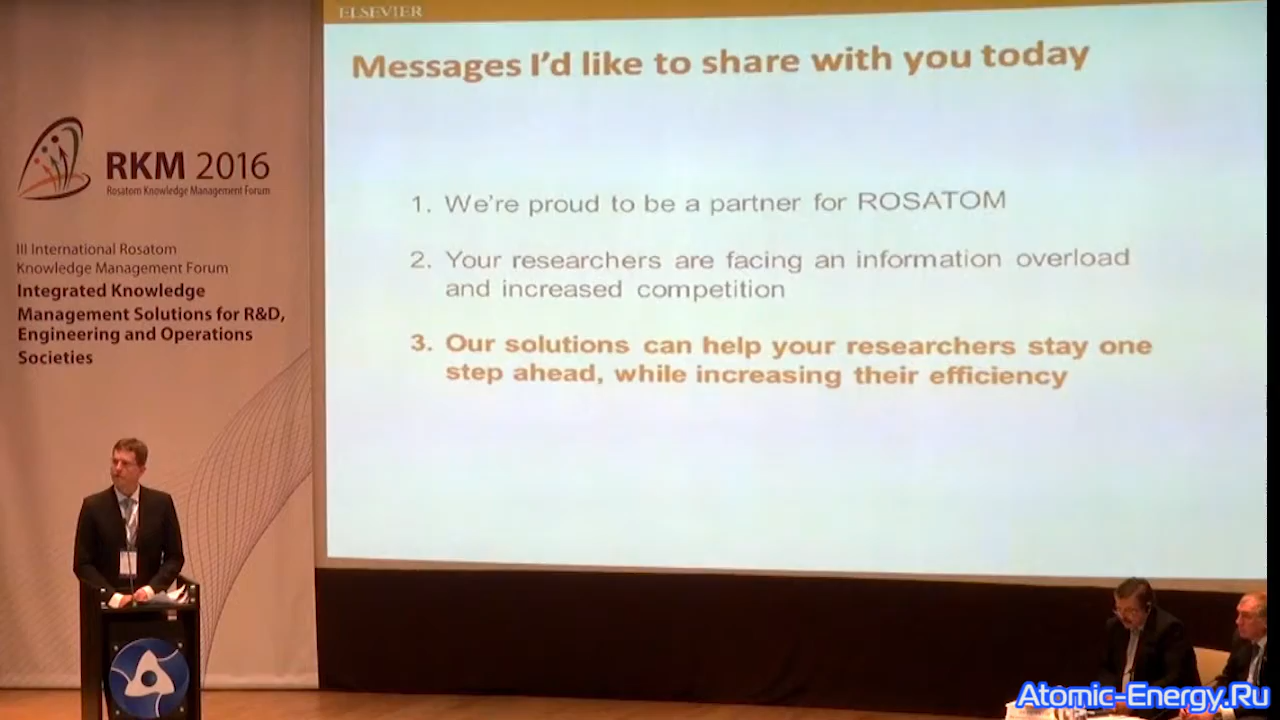 ELSEVIER
Messages I'd like to share with you today
1. We're proud to be a partner for ROSATOM
2. Your researchers are facing an information overload
and increased competition
3. Our solutions can help your researchers stay one
step ahead, while increasing their efficiency
RKM 2016
Rosatom Knowledge Management Forum
III International Rosatom
Knowledge Management Forum
Integrated Knowledge
Management Solutions for R&D,
Engineering and Operations
Societies
Atomic-Energy.Ru